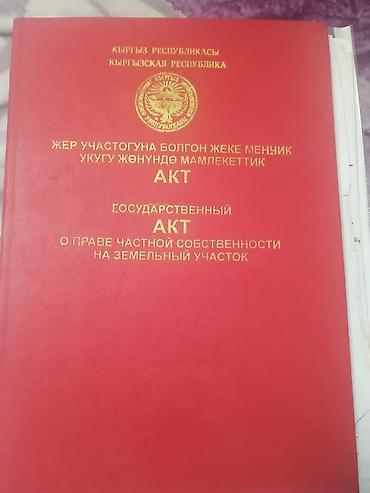 КЫРГЫЗ РЕСПУБЛИКАСЫ
КЫРГЫЗСКАЯ РЕСПУБЛИКА
ЖЕР УЧАСТОГУНА БОЛГОН ЖЕКЕ МЕНЧИК
УКУГУ ЖӨНҮНДӨ МАМЛЕКЕТТИК
АКТ
ГОСУДАРСТВЕННЫЙ
АКТ
О ПРАВЕ ЧАСТНОЙ СОБСТВЕННОСТИ
НА ЗЕМЕЛЬНЫЙ УЧАСТОК